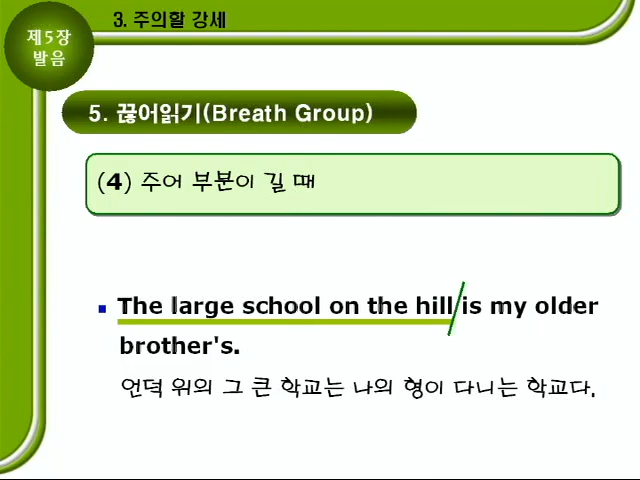 3. 주의할 강세
제5장
발음
5. 끊어읽기(Breath Group)
(4) 주어 부분이 길 때
The large school on the hill/is my older
brother's.
언덕 위의 그 큰 학교는 나의 형이 다니는 학교다.